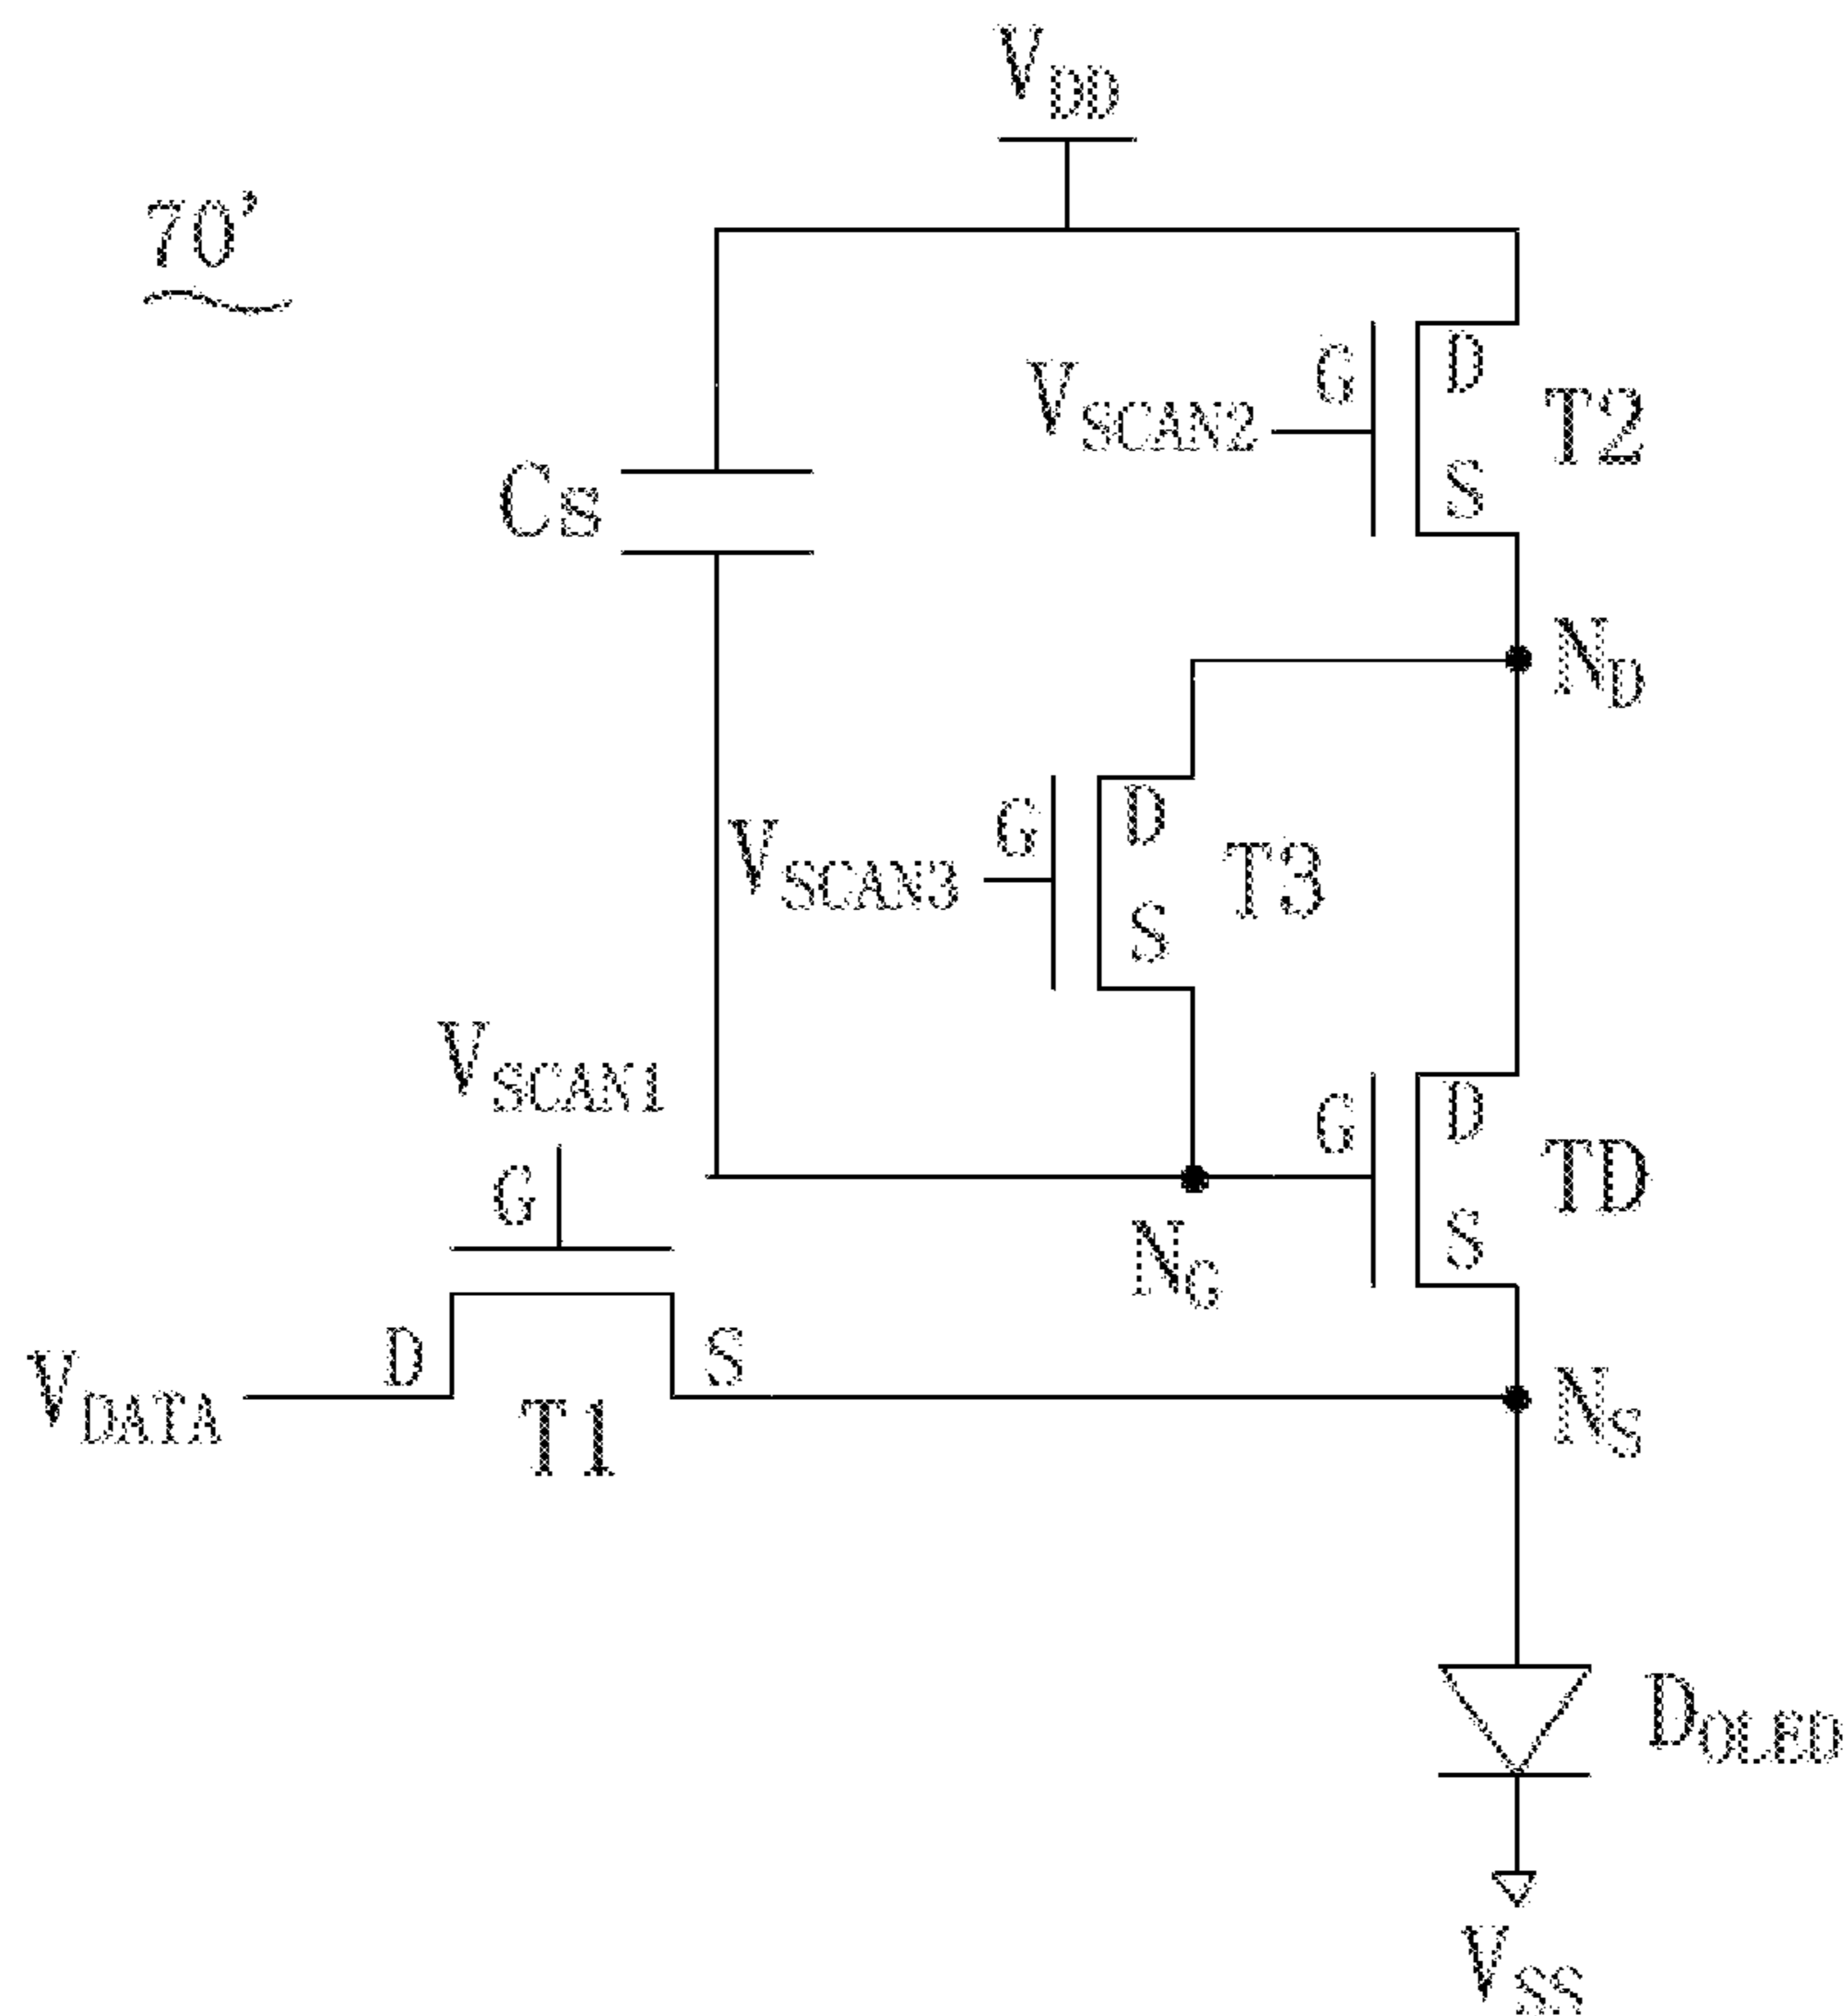 V_DD
70'
G
D
V_SCAN2
T2
Cs
S
N_D
G
D
V_SCAN3
T3
S
V_SCAN1
G
D
TD
G
S
N_G
D
S
V_DATA
N_S
T1
D_OLED
V_SS